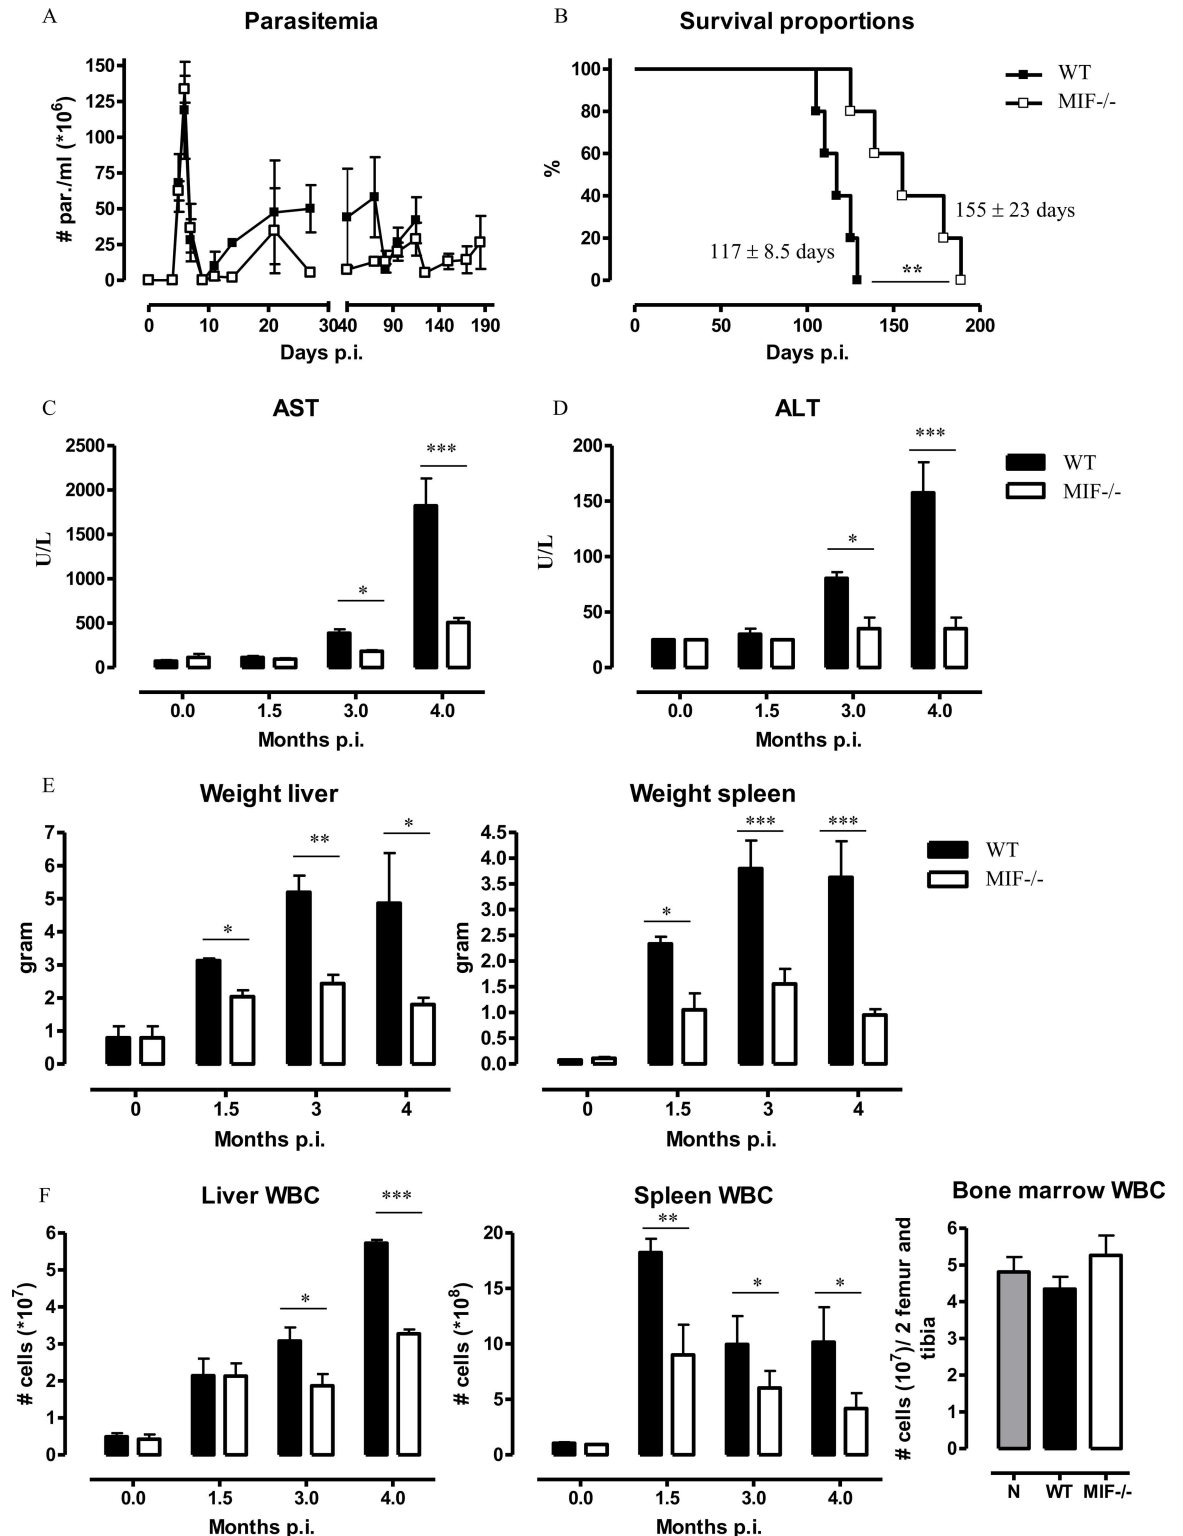 A
Parasitemia
# par./ml (*10⁶)
150
125
100
75
50
25
0
0 10 20 30 40 90 140 190
Days p.i.
B
Survival proportions
%
100
80
60
40
20
0
117 ± 8.5 days
155 ± 23 days
**
0 50 100 150 200
Days p.i.
WT
MIF-/-
C
AST
U/L
2500
2000
1500
1000
500
0
*
***
0.0 1.5 3.0 4.0
Months p.i.
D
ALT
U/L
200
150
100
50
0
*
***
0.0 1.5 3.0 4.0
Months p.i.
WT
MIF-/-
E
Weight liver
gram
7
6
5
4
3
2
1
0
*
**
*
0 1.5 3 4
Months p.i.
Weight spleen
gram
4.5
4.0
3.5
3.0
2.5
2.0
1.5
1.0
0.5
0.0
*
***
***
0 1.5 3 4
Months p.i.
WT
MIF-/-
F
Liver WBC
# cells (*10⁷)
6
5
4
3
2
1
0
*
***
0.0 1.5 3.0 4.0
Months p.i.
Spleen WBC
# cells (*10⁸)
20
15
10
5
0
**
*
*
0.0 1.5 3.0 4.0
Months p.i.
Bone marrow WBC
# cells (10⁷)/ 2 femur and
tibia
6
5
4
3
2
1
0
N WT MIF-/-